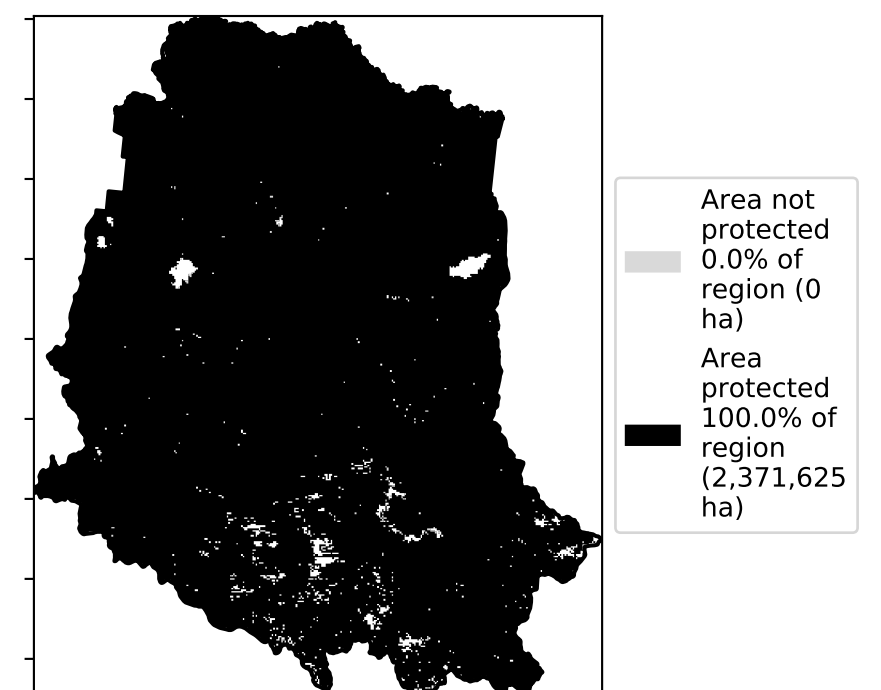 Area not
protected
0.0% of
region (0
ha)
Area
protected
100.0% of
region
(2,371,625
ha)